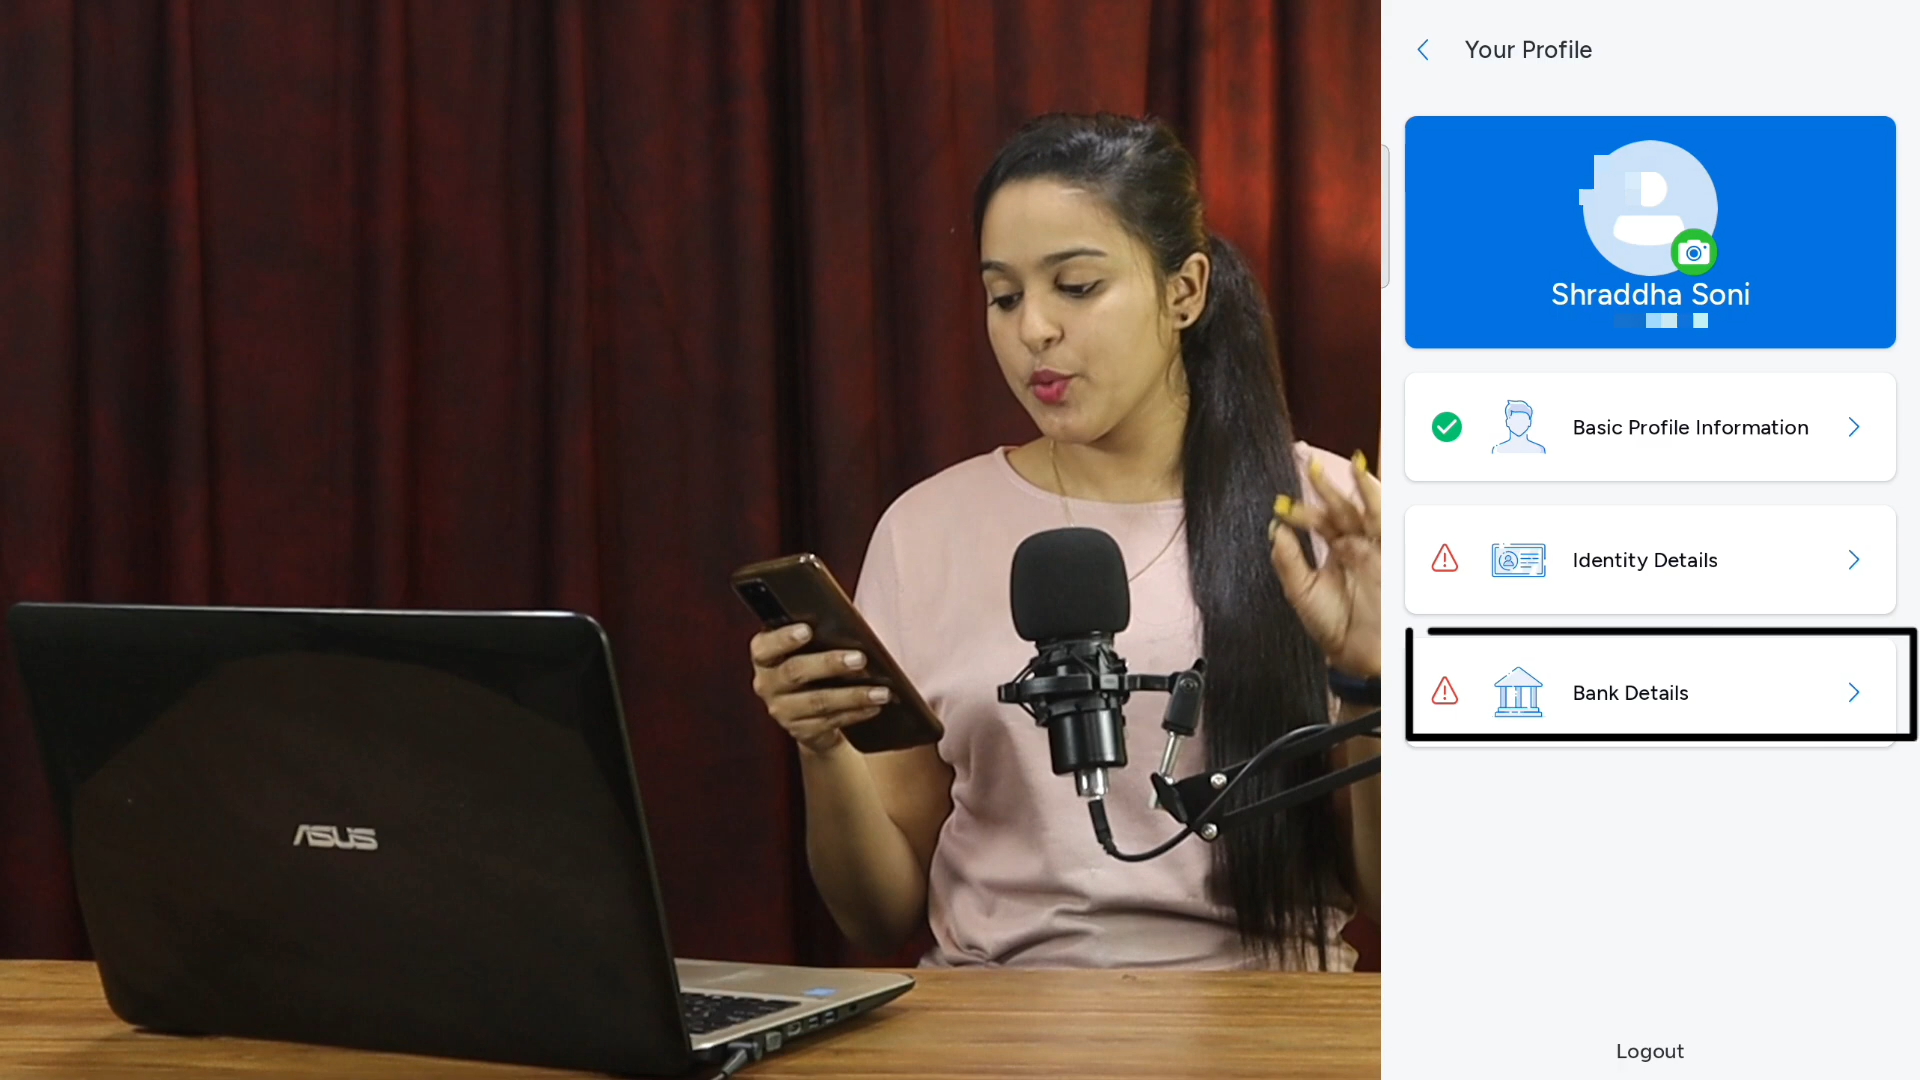 Your Profile
Shraddha Soni
Basic Profile Information
Identity Details
Bank Details
Logout
ASUS